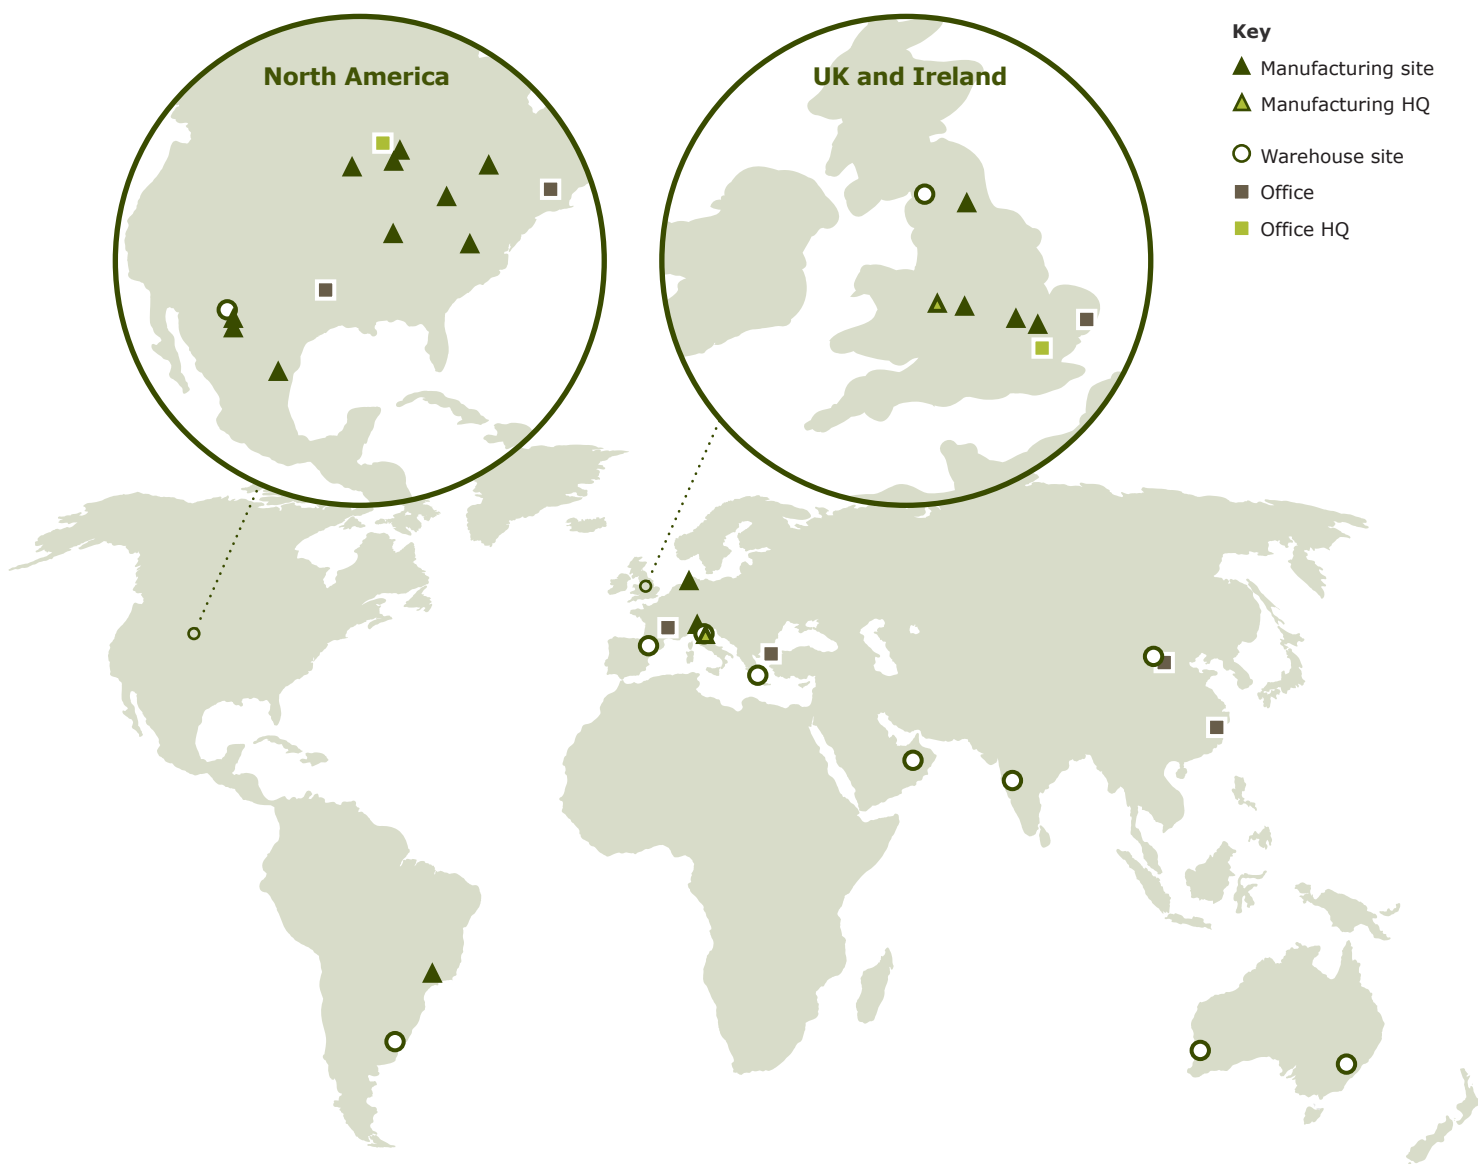 North America
UK and Ireland
Key
Manufacturing site
Manufacturing HQ
Warehouse site
Office
Office HQ